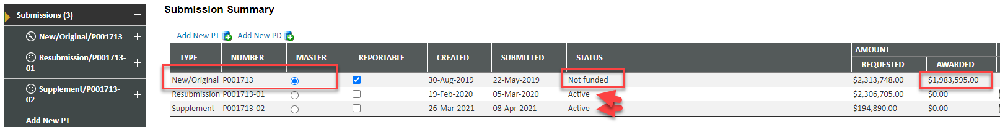 Submissions (3)
New/Original/P001713
Resubmission/P001713-
01
Supplement/P001713-
02
Add New PT
Submission Summary
Add New PT Add New PD
TYPE NUMBER MASTER REPORTABLE CREATED SUBMITTED STATUS AMOUNT
REQUESTED AWARDED
New/Original P001713 30-Aug-2019 22-May-2019 Not funded $2,313,748.00 $1,983,595.00
Resubmission P001713-01 19-Feb-2020 05-Mar-2020 Active $2,306,705.00 $0.00
Supplement P001713-02 26-Mar-2021 08-Apr-2021 Active $194,890.00 $0.00